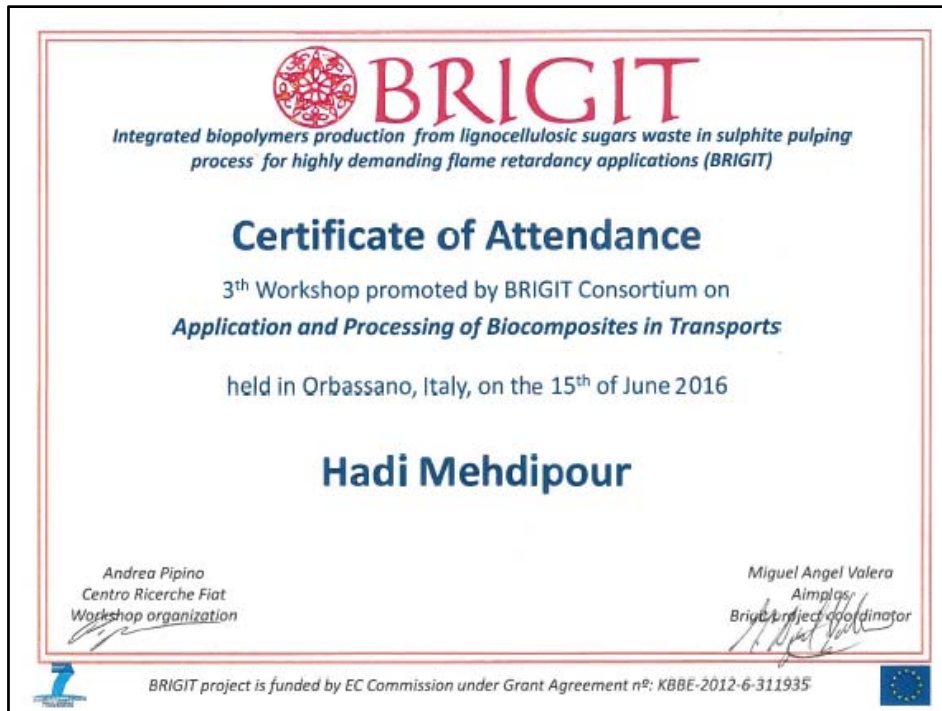 BRIGIT
Integrated biopolymers production from lignocellulosic sugars waste in sulphite pulping
process for highly demanding flame retardancy applications (BRIGIT)
Certificate of Attendance
3th Workshop promoted by BRIGIT Consortium on
Application and Processing of Biocomposites in Transports
held in Orbassano, Italy, on the 15th of June 2016
Hadi Mehdipour
Andrea Pipino
Centro Ricerche Fiat
Workshop organization
Miguel Angel Valera
Aimplas
Brigit project coordinator
7
BRIGIT project is funded by EC Commission under Grant Agreement nº: KBBE-2012-6-311935